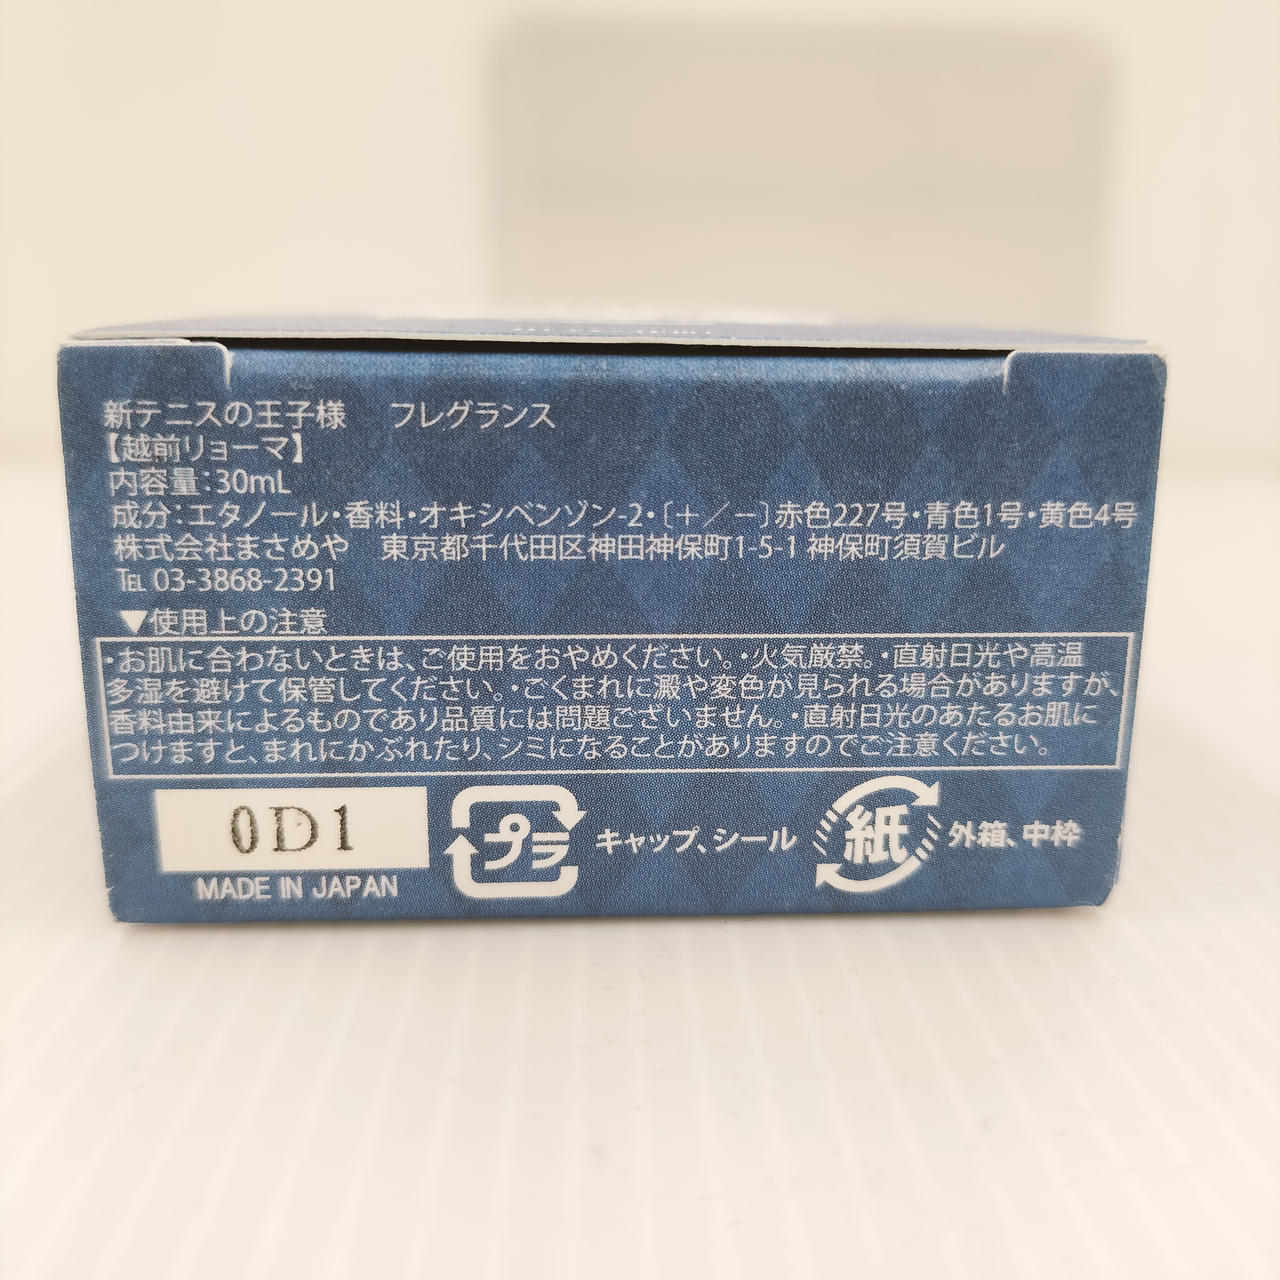 新テニスの王子様　フレグランス
【越前リョーマ】
内容量：30mL
成分：エタノール・香料・オキシベンゾン-2・〔＋／－〕赤色227号・青色1号・黄色4号
株式会社まさめや　東京都千代田区神田神保町1-5-1 神保町須賀ビル
℡ 03-3868-2391
▼使用上の注意
・お肌に合わないときは、ご使用をおやめください。・火気厳禁。・直射日光や高温
多湿を避けて保管してください。・ごくまれに澱や変色が見られる場合がありますが、
香料由来によるものであり品質には問題ございません。・直射日光のあたるお肌に
つけますと、まれにかぶれたり、シミになることがありますのでご注意ください。
0D1
MADE IN JAPAN
プラ
キャップ、シール
紙
外箱、中枠